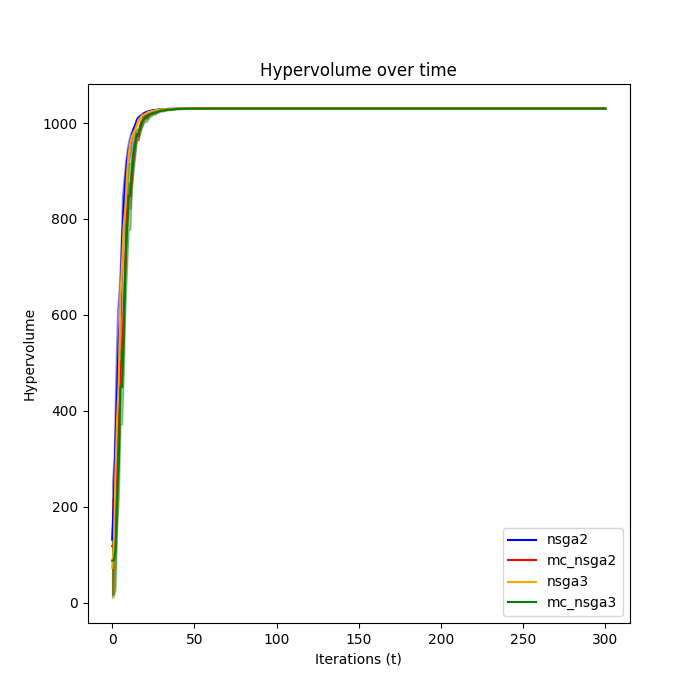 Hypervolume over time
Hypervolume
1000
800
600
400
200
0
0 50 100 150 200 250 300
Iterations (t)
nsga2
mc_nsga2
nsga3
mc_nsga3